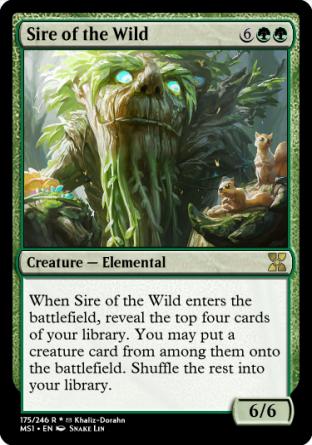 Sire of the Wild 6
Creature — Elemental
When Sire of the Wild enters the
battlefield, reveal the top four cards
of your library. You may put a
creature card from among them onto
the battlefield. Shuffle the rest into
your library.
6/6
175/246 R * Khaliz-Dorahn
MS1 • EN Snake Lin